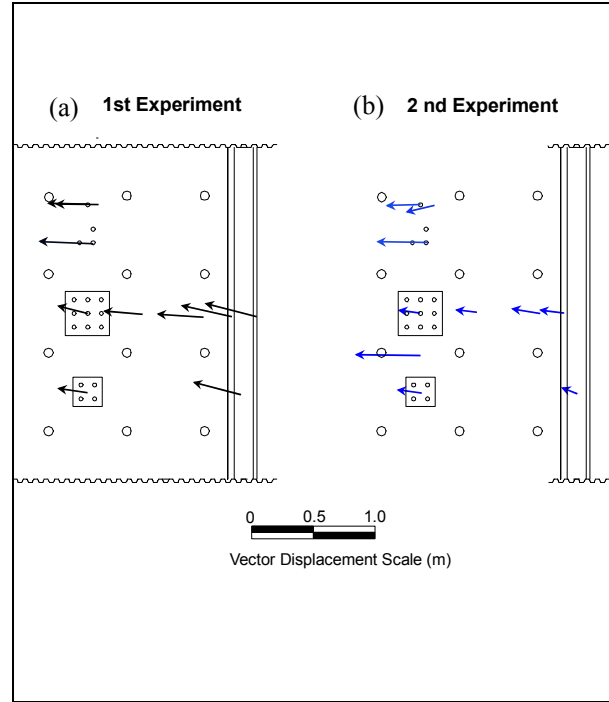 (a) 1st Experiment
(b) 2 nd Experiment
0 0.5 1.0
Vector Displacement Scale (m)